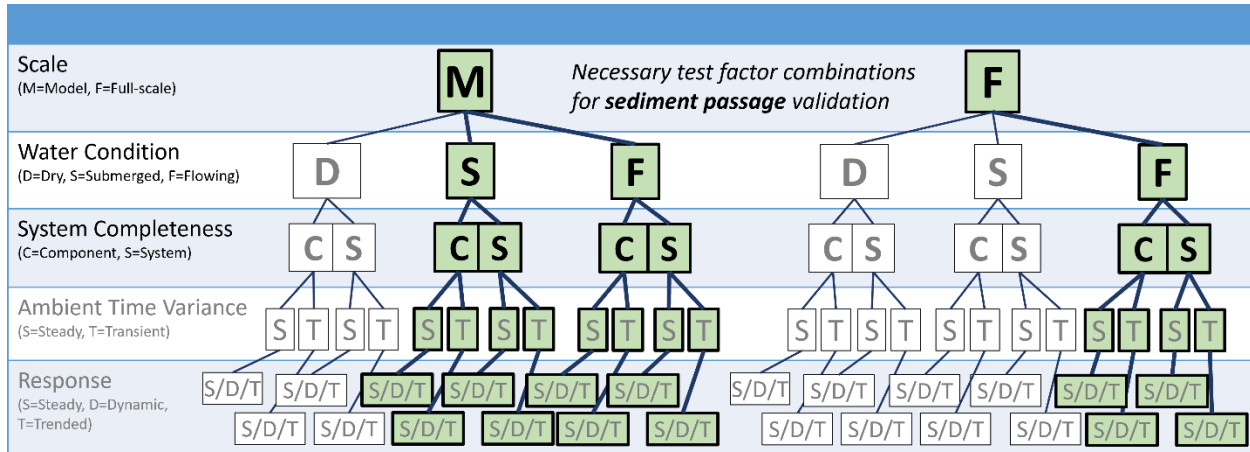 Scale
(M=Model, F=Full-scale)
M
Necessary test factor combinations
for sediment passage validation
F
Water Condition
(D=Dry, S=Submerged, F=Flowing)
D S F D S F
System Completeness
(C=Component, S=System)
C S C S C S C S C S C S
Ambient Time Variance
(S=Steady, T=Transient)
S T S T S T S T S T S T S T S T S T S T S T S T
Response
(S=Steady, D=Dynamic,
T=Trended)
S/D/T S/D/T S/D/T S/D/T S/D/T S/D/T S/D/T S/D/T S/D/T S/D/T S/D/T S/D/T
S/D/T S/D/T S/D/T S/D/T S/D/T S/D/T S/D/T S/D/T S/D/T S/D/T S/D/T S/D/T